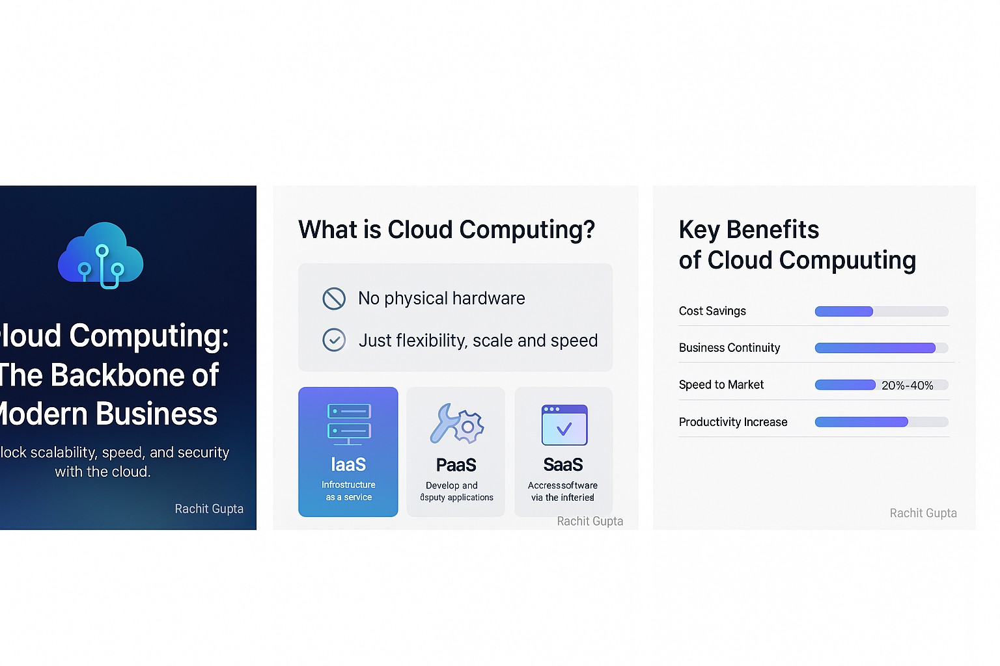 loud Computing:
The Backbone of
Modern Business
lock scalability, speed, and security
with the cloud.
Rachit Gupta
What is Cloud Computing?
No physical hardware
Just flexibility, scale and speed
IaaS
Infrostructure
as a service
PaaS
Develop and
ðsputy applications
SaaS
Accresssoftware
via the infteried
Rachit Gupta
Key Benefits
of Cloud Compuuting
Cost Savings
Business Continuity
Speed to Market 20%-40%
Productivity Increase
Rachit Gupta